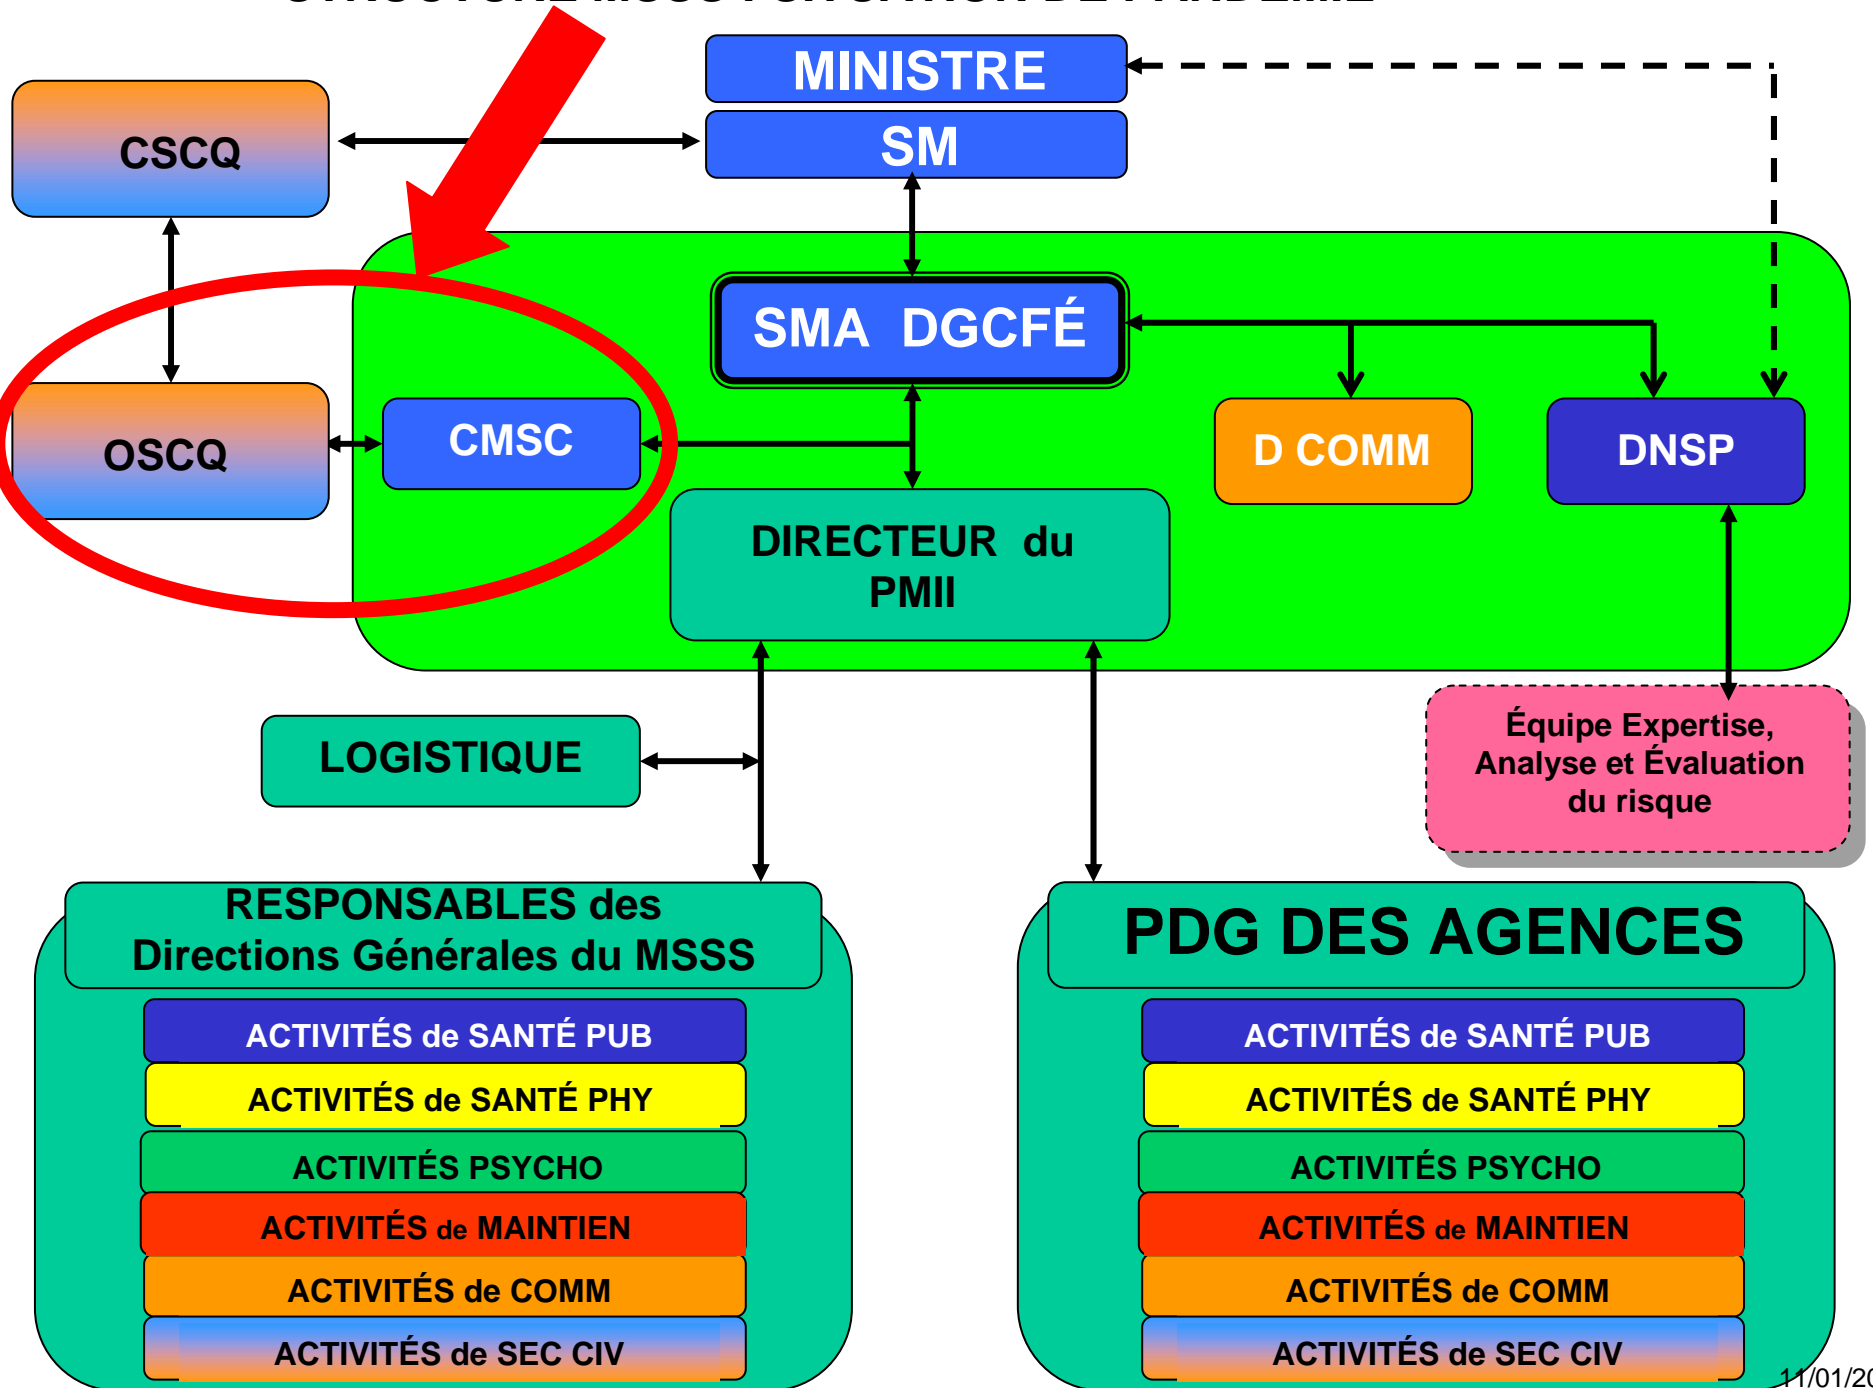 MINISTRE
SM
CSCQ
SMA DGCFÉ
OSCQ
CMSC
D COMM
DNSP
DIRECTEUR du
PMII
LOGISTIQUE
Équipe Expertise,
Analyse et Évaluation
du risque
RESPONSABLES des
Directions Générales du MSSS
ACTIVITÉS de SANTÉ PUB
ACTIVITÉS de SANTÉ PHY
ACTIVITÉS PSYCHO
ACTIVITÉS de MAINTIEN
ACTIVITÉS de COMM
ACTIVITÉS de SEC CIV
PDG DES AGENCES
ACTIVITÉS de SANTÉ PUB
ACTIVITÉS de SANTÉ PHY
ACTIVITÉS PSYCHO
ACTIVITÉS de MAINTIEN
ACTIVITÉS de COMM
ACTIVITÉS de SEC CIV
11/01/20